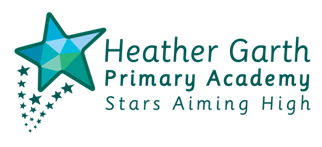 Heather Garth
Primary Academy
Stars Aiming High